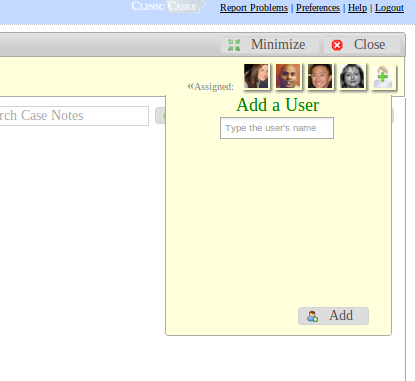 CLINIC CASES
Report Problems | Preferences | Help | Logout
Minimize Close
«Assigned:
rch Case Notes
Add a User
Type the user's name
Add